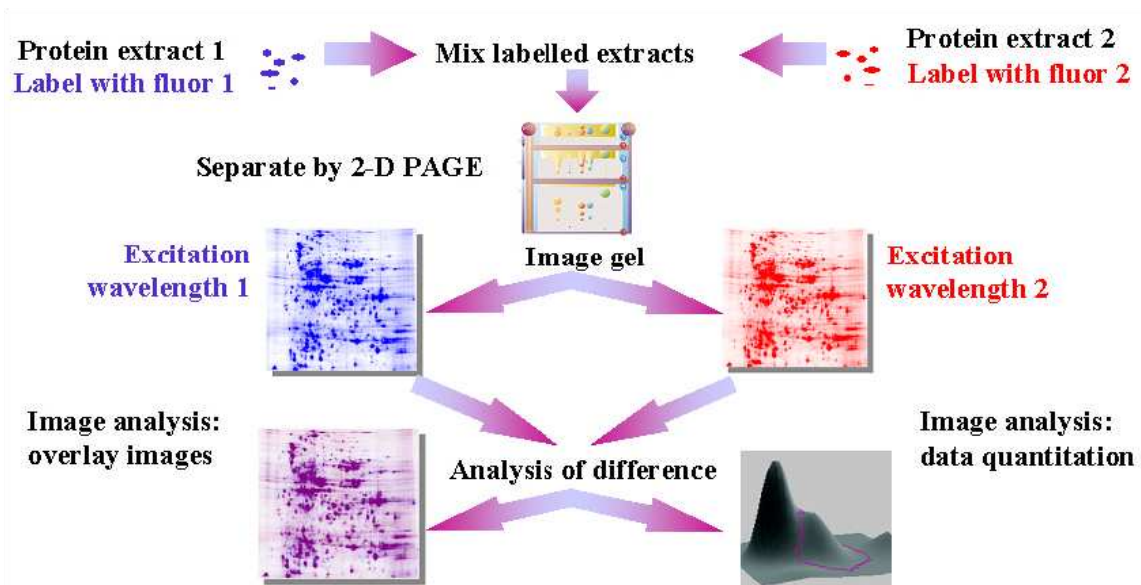 Protein extract 1
Label with fluor 1
Mix labelled extracts
Protein extract 2
Label with fluor 2
Separate by 2-D PAGE
Excitation
wavelength 1
Image gel
Excitation
wavelength 2
Image analysis:
overlay images
Analysis of difference
Image analysis:
data quantitation